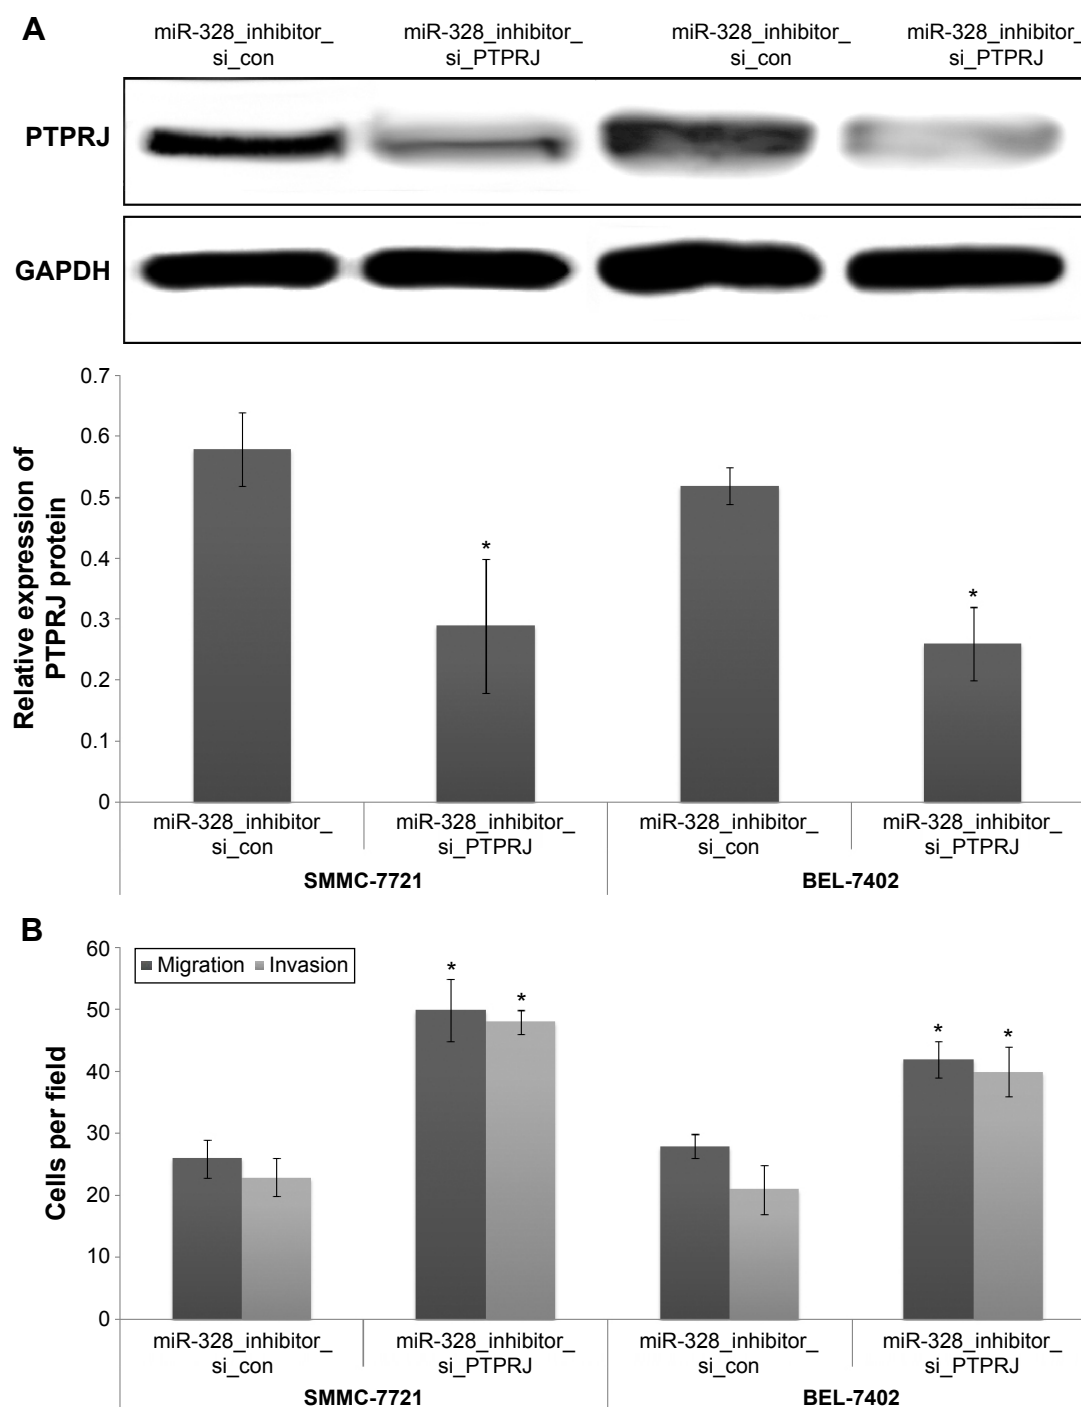 A
miR-328_inhibitor_
si_con
miR-328_inhibitor_
si_PTPRJ
miR-328_inhibitor_
si_con
miR-328_inhibitor_
si_PTPRJ
PTPRJ
GAPDH
Relative expression of
PTPRJ protein
0.7
0.6
0.5
0.4
0.3
0.2
0.1
0
*
*
miR-328_inhibitor_
si_con
miR-328_inhibitor_
si_PTPRJ
miR-328_inhibitor_
si_con
miR-328_inhibitor_
si_PTPRJ
SMMC-7721
BEL-7402
B
Cells per field
60
50
40
30
20
10
0
Migration Invasion
*
*
*
*
miR-328_inhibitor_
si_con
miR-328_inhibitor_
si_PTPRJ
miR-328_inhibitor_
si_con
miR-328_inhibitor_
si_PTPRJ
SMMC-7721
BEL-7402